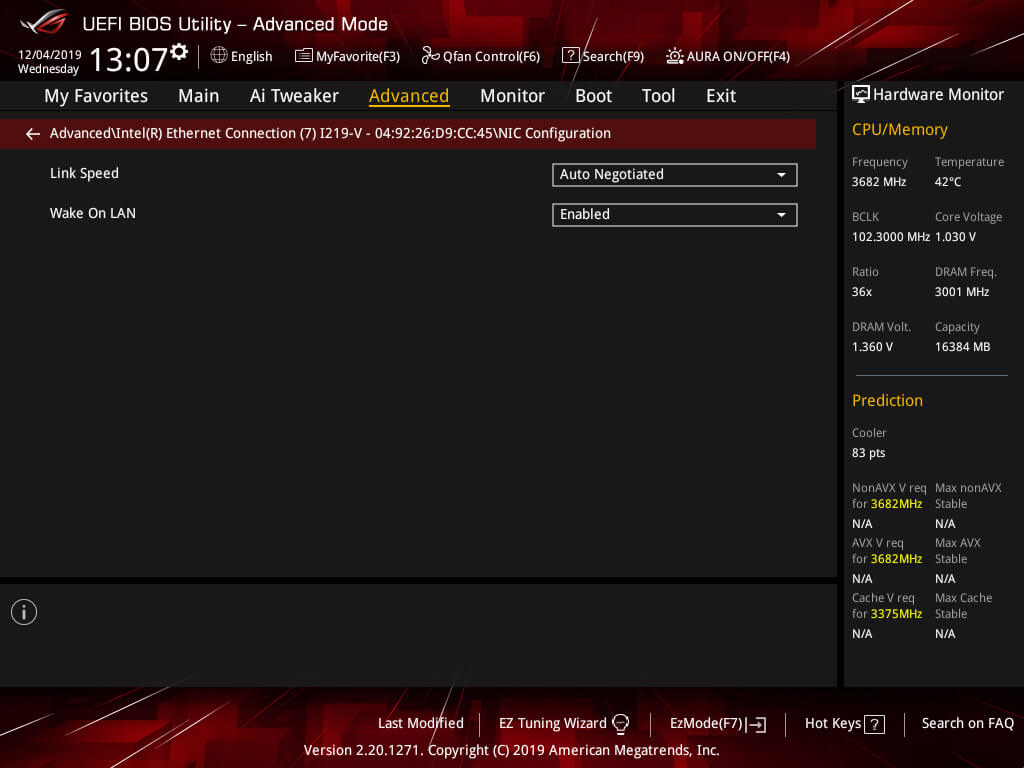 UEFI BIOS Utility – Advanced Mode
12/04/2019
Wednesday
13:07
English
MyFavorite(F3)
Qfan Control(F6)
? Search(F9)
AURA ON/OFF(F4)
My Favorites Main Ai Tweaker Advanced Monitor Boot Tool Exit
Advanced\Intel(R) Ethernet Connection (7) I219-V - 04:92:26:D9:CC:45\NIC Configuration
Link Speed Auto Negotiated
Wake On LAN Enabled
Hardware Monitor
CPU/Memory
Frequency Temperature
3682 MHz 42°C
BCLK Core Voltage
102.3000 MHz 1.030 V
Ratio DRAM Freq.
36x 3001 MHz
DRAM Volt. Capacity
1.360 V 16384 MB
Prediction
Cooler
83 pts
NonAVX V req Max nonAVX
for 3682MHz Stable
N/A N/A
AVX V req Max AVX
for 3682MHz Stable
N/A N/A
Cache V req Max Cache
for 3375MHz Stable
N/A N/A
i
Last Modified EZ Tuning Wizard EzMode(F7) Hot Keys ? Search on FAQ
Version 2.20.1271. Copyright (C) 2019 American Megatrends, Inc.